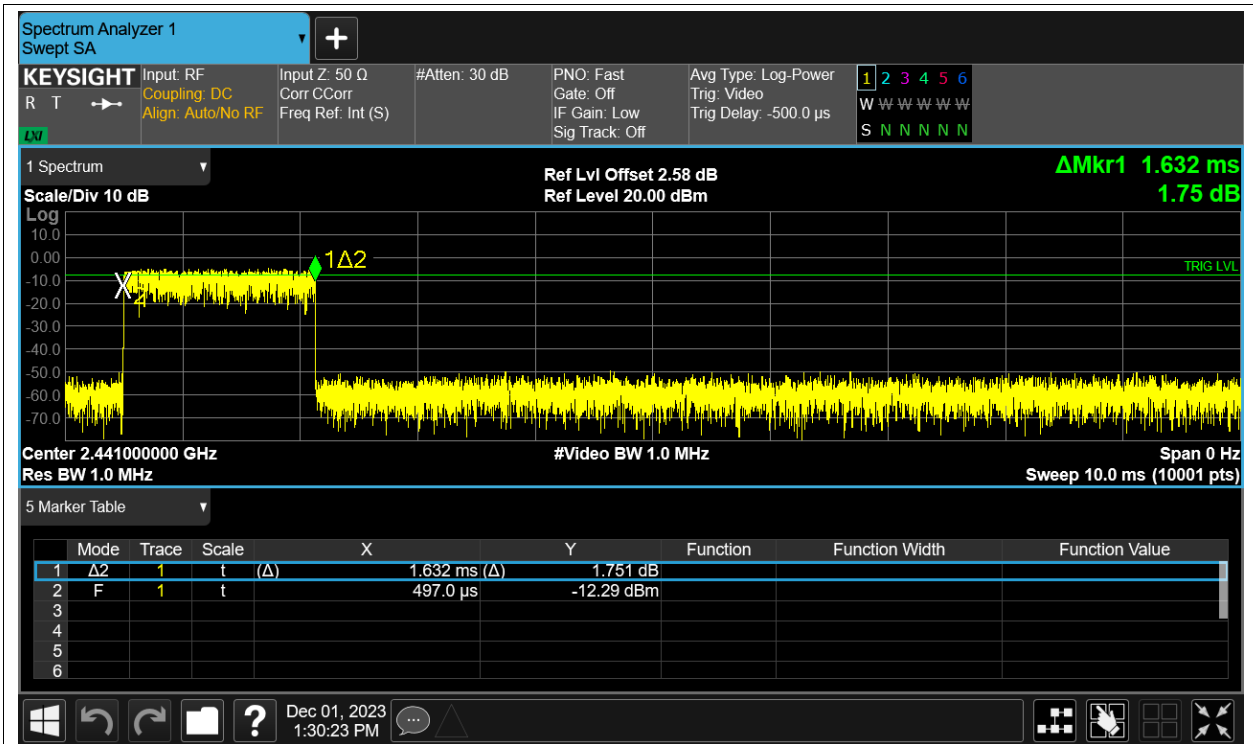 Spectrum Analyzer 1
Swept SA
KEYSIGHT
R T
LXI
Input: RF
Coupling: DC
Align: Auto/No RF
Input Z: 50 Ω
Corr CCorr
Freq Ref: Int (S)
#Atten: 30 dB
PNO: Fast
Gate: Off
IF Gain: Low
Sig Track: Off
Avg Type: Log-Power
Trig: Video
Trig Delay: -500.0 µs
1 2 3 4 5 6
W W W W W W
S N N N N N
1 Spectrum
Scale/Div 10 dB
Ref Lvl Offset 2.58 dB
Ref Level 20.00 dBm
ΔMkr1 1.632 ms
1.75 dB
Log
10.0
0.00
-10.0
-20.0
-30.0
-40.0
-50.0
-60.0
-70.0
1Δ2
2
TRIG LVL
Center 2.441000000 GHz
#Video BW 1.0 MHz
Span 0 Hz
Res BW 1.0 MHz
Sweep 10.0 ms (10001 pts)
5 Marker Table
Mode Trace Scale X Y Function Function Width Function Value
1 Δ2 1 t (Δ) 1.632 ms (Δ) 1.751 dB
2 F 1 t 497.0 µs -12.29 dBm
3
4
5
6
?
Dec 01, 2023
1:30:23 PM